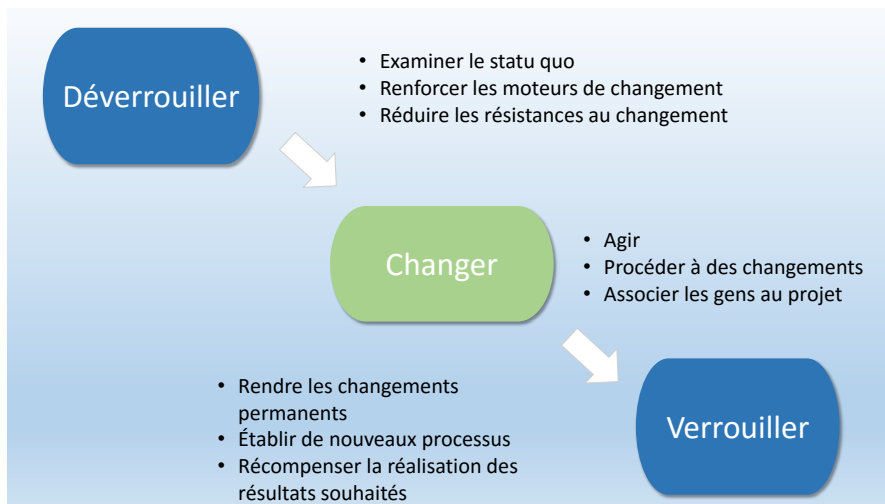 Déverrouiller
• Examiner le statu quo
• Renforcer les moteurs de changement
• Réduire les résistances au changement
Changer
• Agir
• Procéder à des changements
• Associer les gens au projet
• Rendre les changements
permanents
• Établir de nouveaux processus
• Récompenser la réalisation des
résultats souhaités
Verrouiller